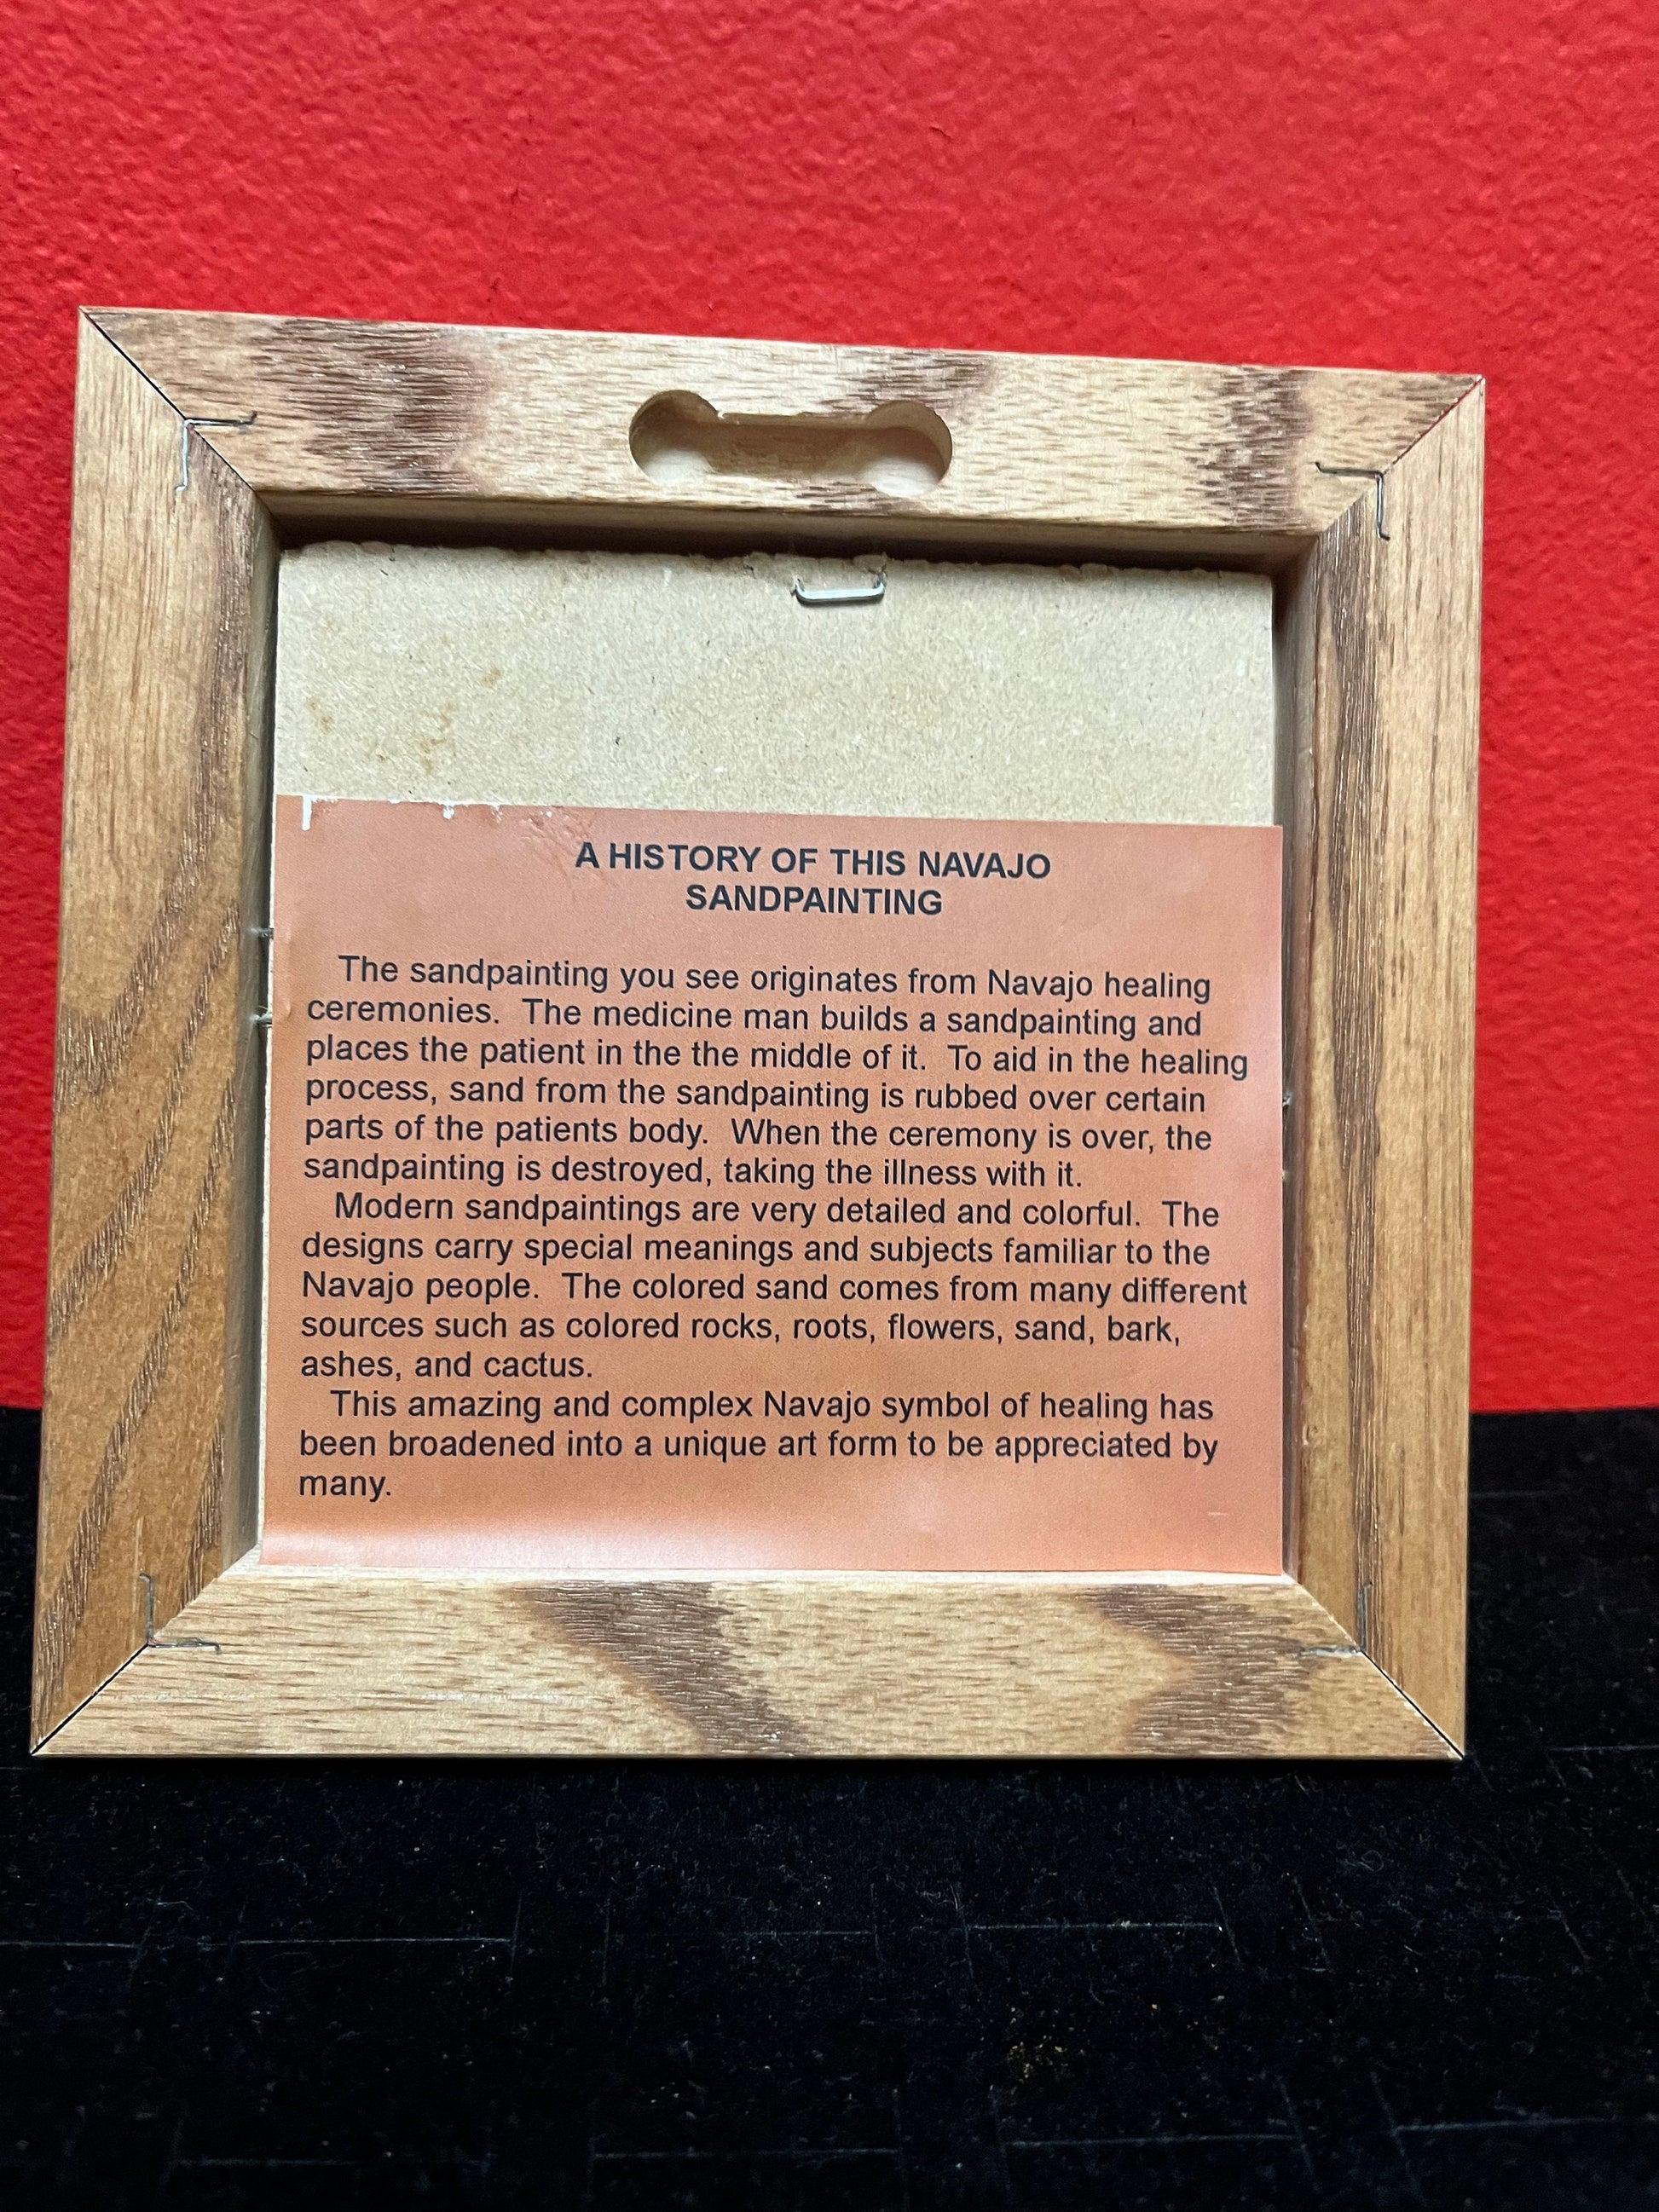 A HISTORY OF THIS NAVAJO
SANDPAINTING
The sandpainting you see originates from Navajo healing
ceremonies. The medicine man builds a sandpainting and
places the patient in the the middle of it. To aid in the healing
process, sand from the sandpainting is rubbed over certain
parts of the patients body. When the ceremony is over, the
sandpainting is destroyed, taking the illness with it.
Modern sandpaintings are very detailed and colorful. The
designs carry special meanings and subjects familiar to the
Navajo people. The colored sand comes from many different
sources such as colored rocks, roots, flowers, sand, bark,
ashes, and cactus.
This amazing and complex Navajo symbol of healing has
been broadened into a unique art form to be appreciated by
many.